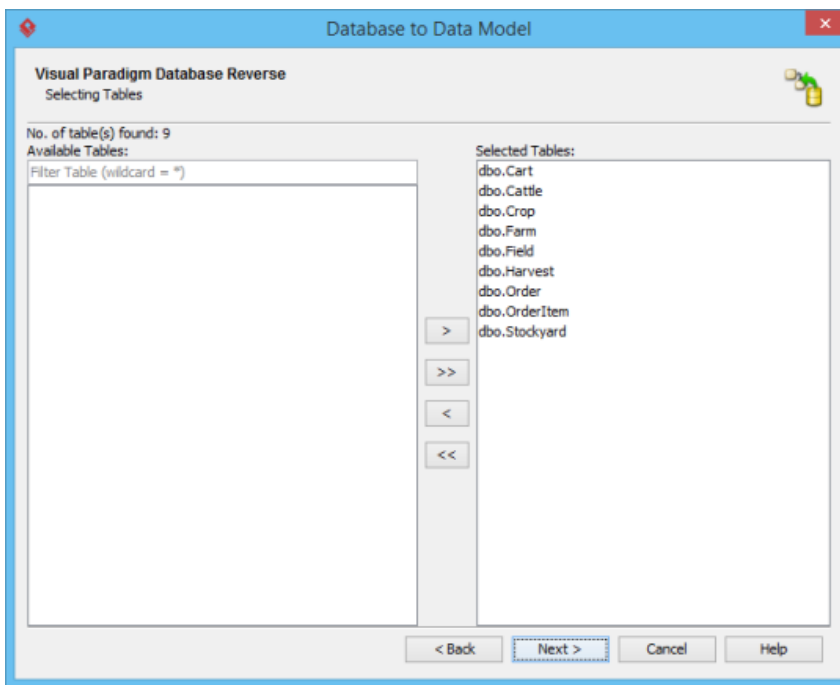 Database to Data Model
Visual Paradigm Database Reverse
Selecting Tables
No. of table(s) found: 9
Available Tables:
Filter Table (wildcard = *)
Selected Tables:
dbo.Cart
dbo.Cattle
dbo.Crop
dbo.Farm
dbo.Field
dbo.Harvest
dbo.Order
dbo.OrderItem
dbo.Stockyard
>
>>
<
<<
< Back
Next >
Cancel
Help